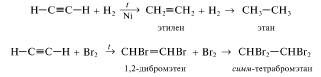 H−C≡C−H + H₂ —t/Ni→ CH₂=CH₂ + H₂ → CH₃−CH₃
этилен этан
H−C≡C−H + Br₂ —t→ CHBr=CHBr + Br₂ → CHBr₂−CHBr₂
1,2-дибромэтен симм-тетрабромэтан